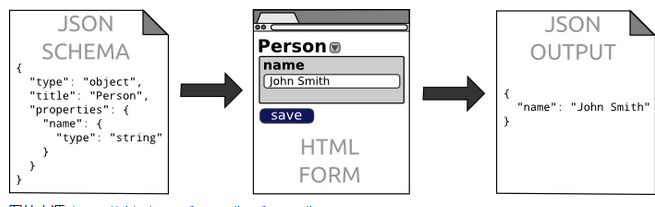 JSON
SCHEMA
{
"type": "object",
"title": "Person",
"properties": {
"name": {
"type": "string"
}
}
}
Person
name
John Smith
save
HTML
FORM
JSON
OUTPUT
{
"name": "John Smith"
}